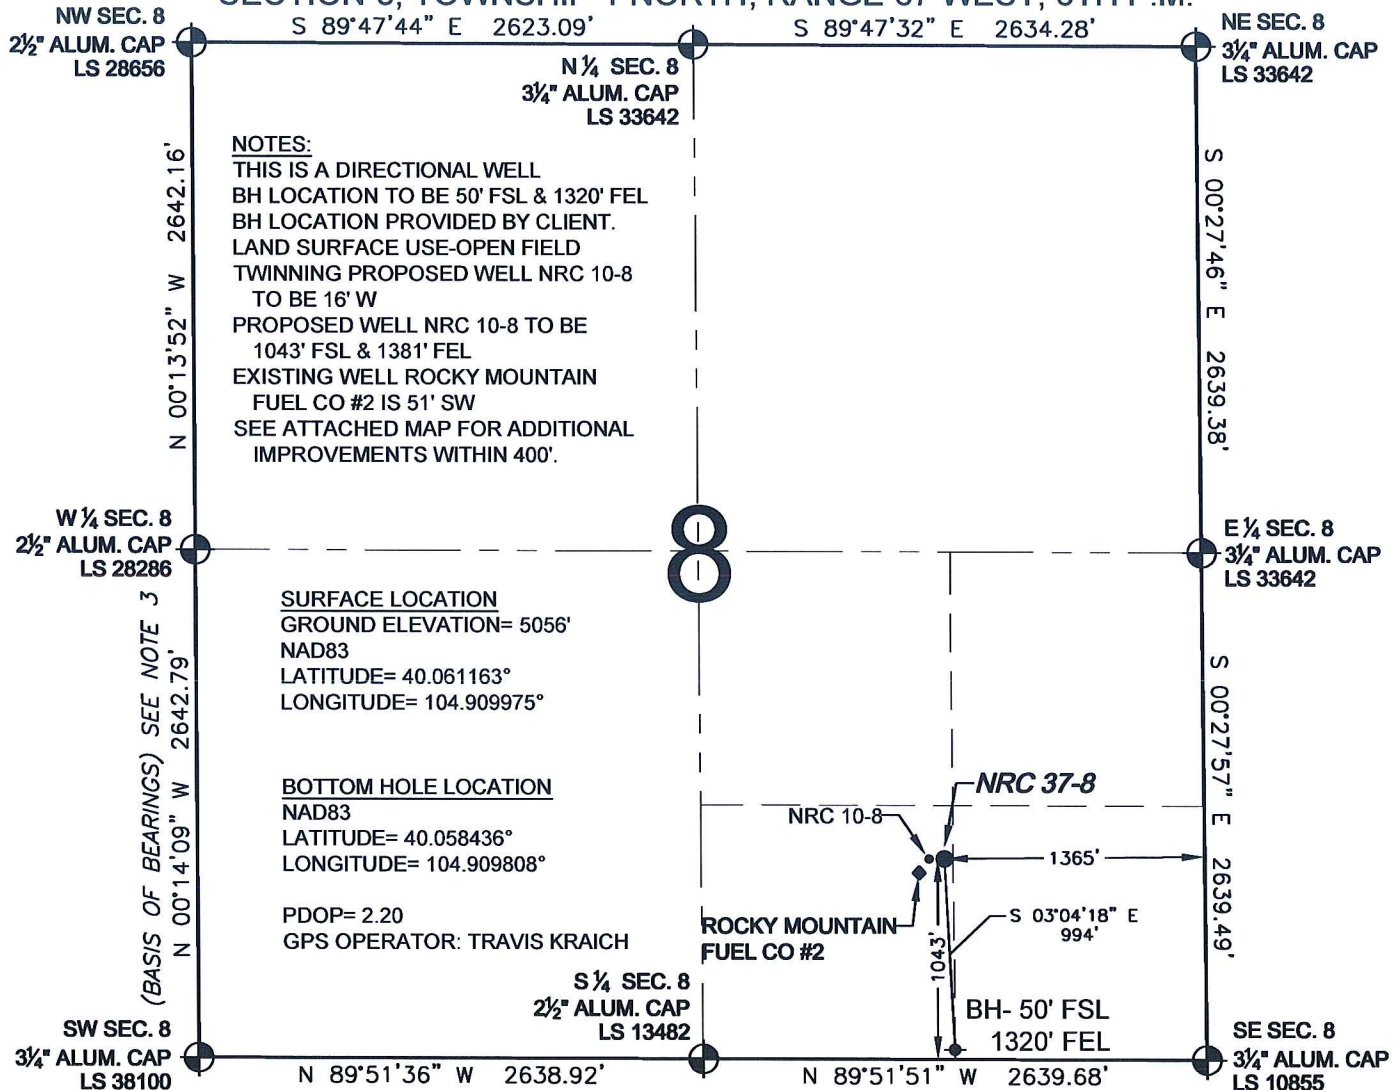 SECTION 8, TOWNSHIP 1 NORTH, RANGE 67 WEST, 6TH P.M.
NW SEC. 8
2½" ALUM. CAP
LS 28656
S 89°47'44" E 2623.09'
S 89°47'32" E 2634.28'
NE SEC. 8
3¼" ALUM. CAP
LS 33642
N ¼ SEC. 8
3¼" ALUM. CAP
LS 33642
N 00°13'52" W 2642.16'
S 00°27'46" E 2639.38'
NOTES:
THIS IS A DIRECTIONAL WELL
BH LOCATION TO BE 50' FSL & 1320' FEL
BH LOCATION PROVIDED BY CLIENT.
LAND SURFACE USE-OPEN FIELD
TWINNING PROPOSED WELL NRC 10-8
TO BE 16' W
PROPOSED WELL NRC 10-8 TO BE
1043' FSL & 1381' FEL
EXISTING WELL ROCKY MOUNTAIN
FUEL CO #2 IS 51' SW
SEE ATTACHED MAP FOR ADDITIONAL
IMPROVEMENTS WITHIN 400'.
W ¼ SEC. 8
2½" ALUM. CAP
LS 28286
8
E ¼ SEC. 8
3¼" ALUM. CAP
LS 33642
(BASIS OF BEARINGS) SEE NOTE 3
N 00°14'09" W 2642.79'
SURFACE LOCATION
GROUND ELEVATION= 5056'
NAD83
LATITUDE= 40.061163°
LONGITUDE= 104.909975°
BOTTOM HOLE LOCATION
NAD83
LATITUDE= 40.058436°
LONGITUDE= 104.909808°
PDOP= 2.20
GPS OPERATOR: TRAVIS KRAICH
NRC 37-8
NRC 10-8
1365'
S 03°04'18" E
994'
1043'
ROCKY MOUNTAIN
FUEL CO #2
S 00°27'57" E 2639.49'
BH- 50' FSL
1320' FEL
S ¼ SEC. 8
2½" ALUM. CAP
LS 13482
SW SEC. 8
3¼" ALUM. CAP
LS 38100
N 89°51'36" W 2638.92'
N 89°51'51" W 2639.68'
SE SEC. 8
3¼" ALUM. CAP
LS 10855